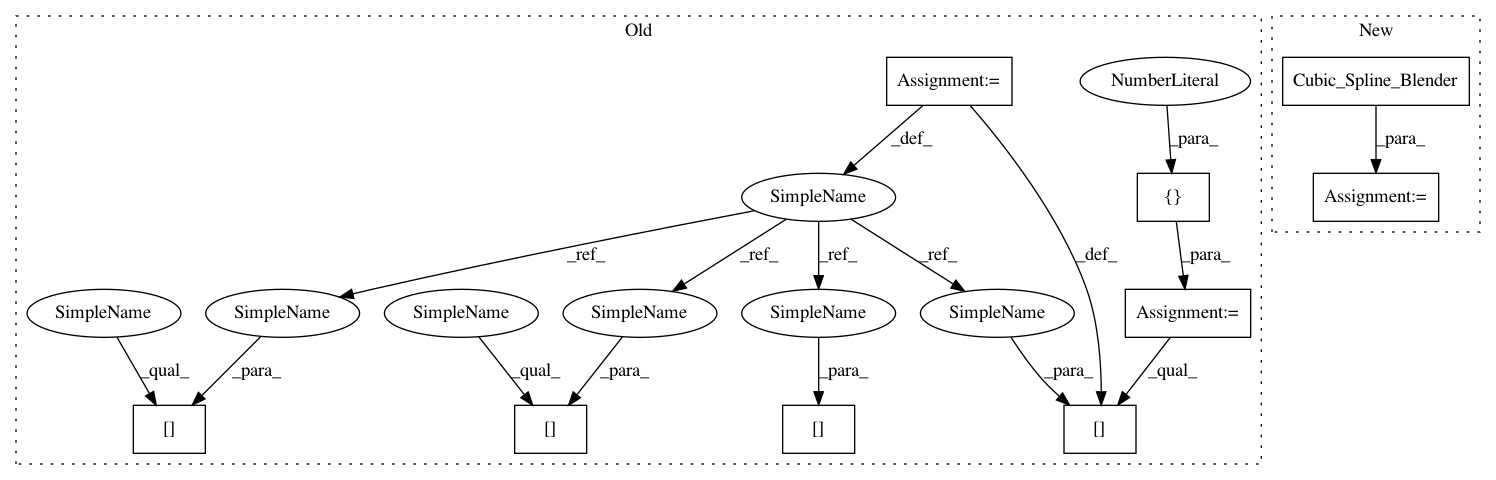 Old
New
Assignment:=
NumberLiteral
Cubic_Spline_Blender
_def_
_para_
_para_
SimpleName
{}
Assignment:=
_ref_
_ref_
_ref_
_ref_
_def_
_para_
SimpleName
SimpleName
SimpleName
SimpleName
SimpleName
SimpleName
Assignment:=
_qual_
_para_
_qual_
_para_
_para_
_para_
_qual_
[]
[]
[]
[]